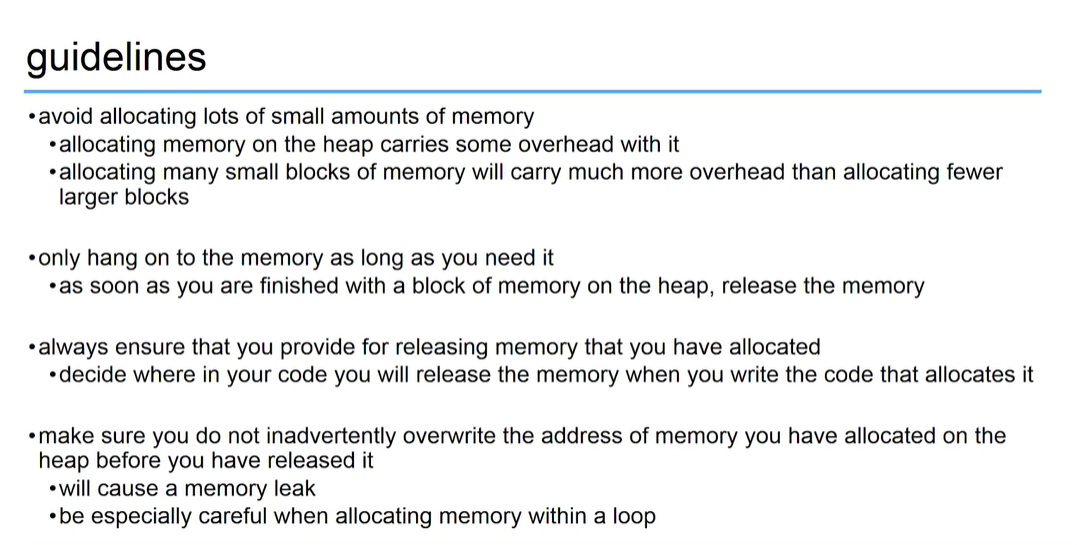 guidelines
•avoid allocating lots of small amounts of memory
•allocating memory on the heap carries some overhead with it
•allocating many small blocks of memory will carry much more overhead than allocating fewer
larger blocks
•only hang on to the memory as long as you need it
•as soon as you are finished with a block of memory on the heap, release the memory
•always ensure that you provide for releasing memory that you have allocated
•decide where in your code you will release the memory when you write the code that allocates it
•make sure you do not inadvertently overwrite the address of memory you have allocated on the
heap before you have released it
•will cause a memory leak
•be especially careful when allocating memory within a loop